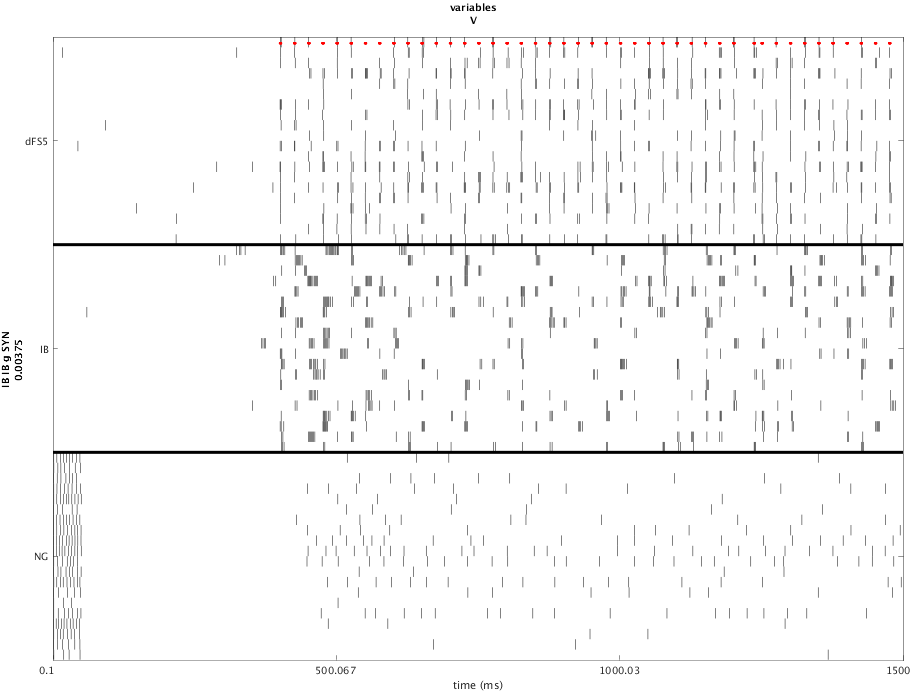 variables
V
dFS5
IB
NG
IB IB g SYN
0.00375
0.1
500.067
1000.03
1500
time (ms)